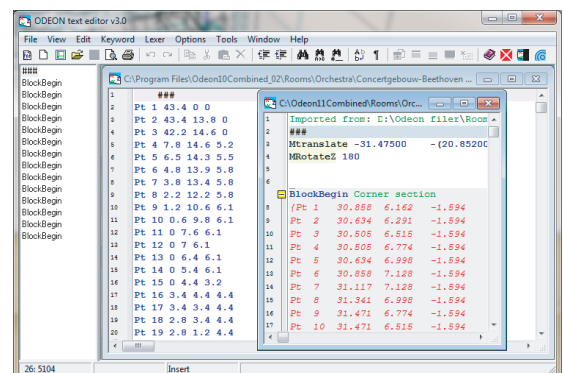 ODEON text editor v3.0
File View Edit Keyword Lexer Options Tools Window Help
###
BlockBegin
BlockBegin
BlockBegin
BlockBegin
BlockBegin
BlockBegin
BlockBegin
BlockBegin
BlockBegin
BlockBegin
BlockBegin
BlockBegin
BlockBegin
BlockBegin
C:\Program Files\Odeon10Combined_02\Rooms\Orchestra\Concertgebouw-Beethoven ...
1 ###
2 Pt 1 43.4 0 0
3 Pt 2 43.4 13.8 0
4 Pt 3 42.2 14.6 0
5 Pt 4 7.8 14.6 5.2
6 Pt 5 6.5 14.3 5.5
7 Pt 6 4.8 13.9 5.8
8 Pt 7 3.8 13.4 5.8
9 Pt 8 2.2 12.2 5.8
10 Pt 9 1.2 10.6 6.1
11 Pt 10 0.6 9.8 6.1
12 Pt 11 0 7.6 6.1
13 Pt 12 0 7 6.1
14 Pt 13 0 6.4 6.1
15 Pt 14 0 5.4 6.1
16 Pt 15 0 4.4 3.2
17 Pt 16 3.4 4.4 4.4
18 Pt 17 3.4 3.4 4.4
19 Pt 18 2.8 3.4 4.4
20 Pt 19 2.8 1.2 4.4
C:\Odeon11Combined\Rooms\Orc...
1 Imported from: D:\Odeon filer\Room
2 ###
3 Mtranslate -31.47500 -(20.85200
4 MRotateZ 180
5
6
BlockBegin Corner section
8 {Pt 1 30.858 6.162 -1.594
9 Pt 2 30.634 6.291 -1.594
10 Pt 3 30.505 6.515 -1.594
11 Pt 4 30.505 6.774 -1.594
12 Pt 5 30.634 6.998 -1.594
13 Pt 6 30.858 7.128 -1.594
14 Pt 7 31.117 7.128 -1.594
15 Pt 8 31.341 6.998 -1.594
16 Pt 9 31.471 6.774 -1.594
17 Pt 10 31.471 6.515 -1.594
26: 5104 Insert